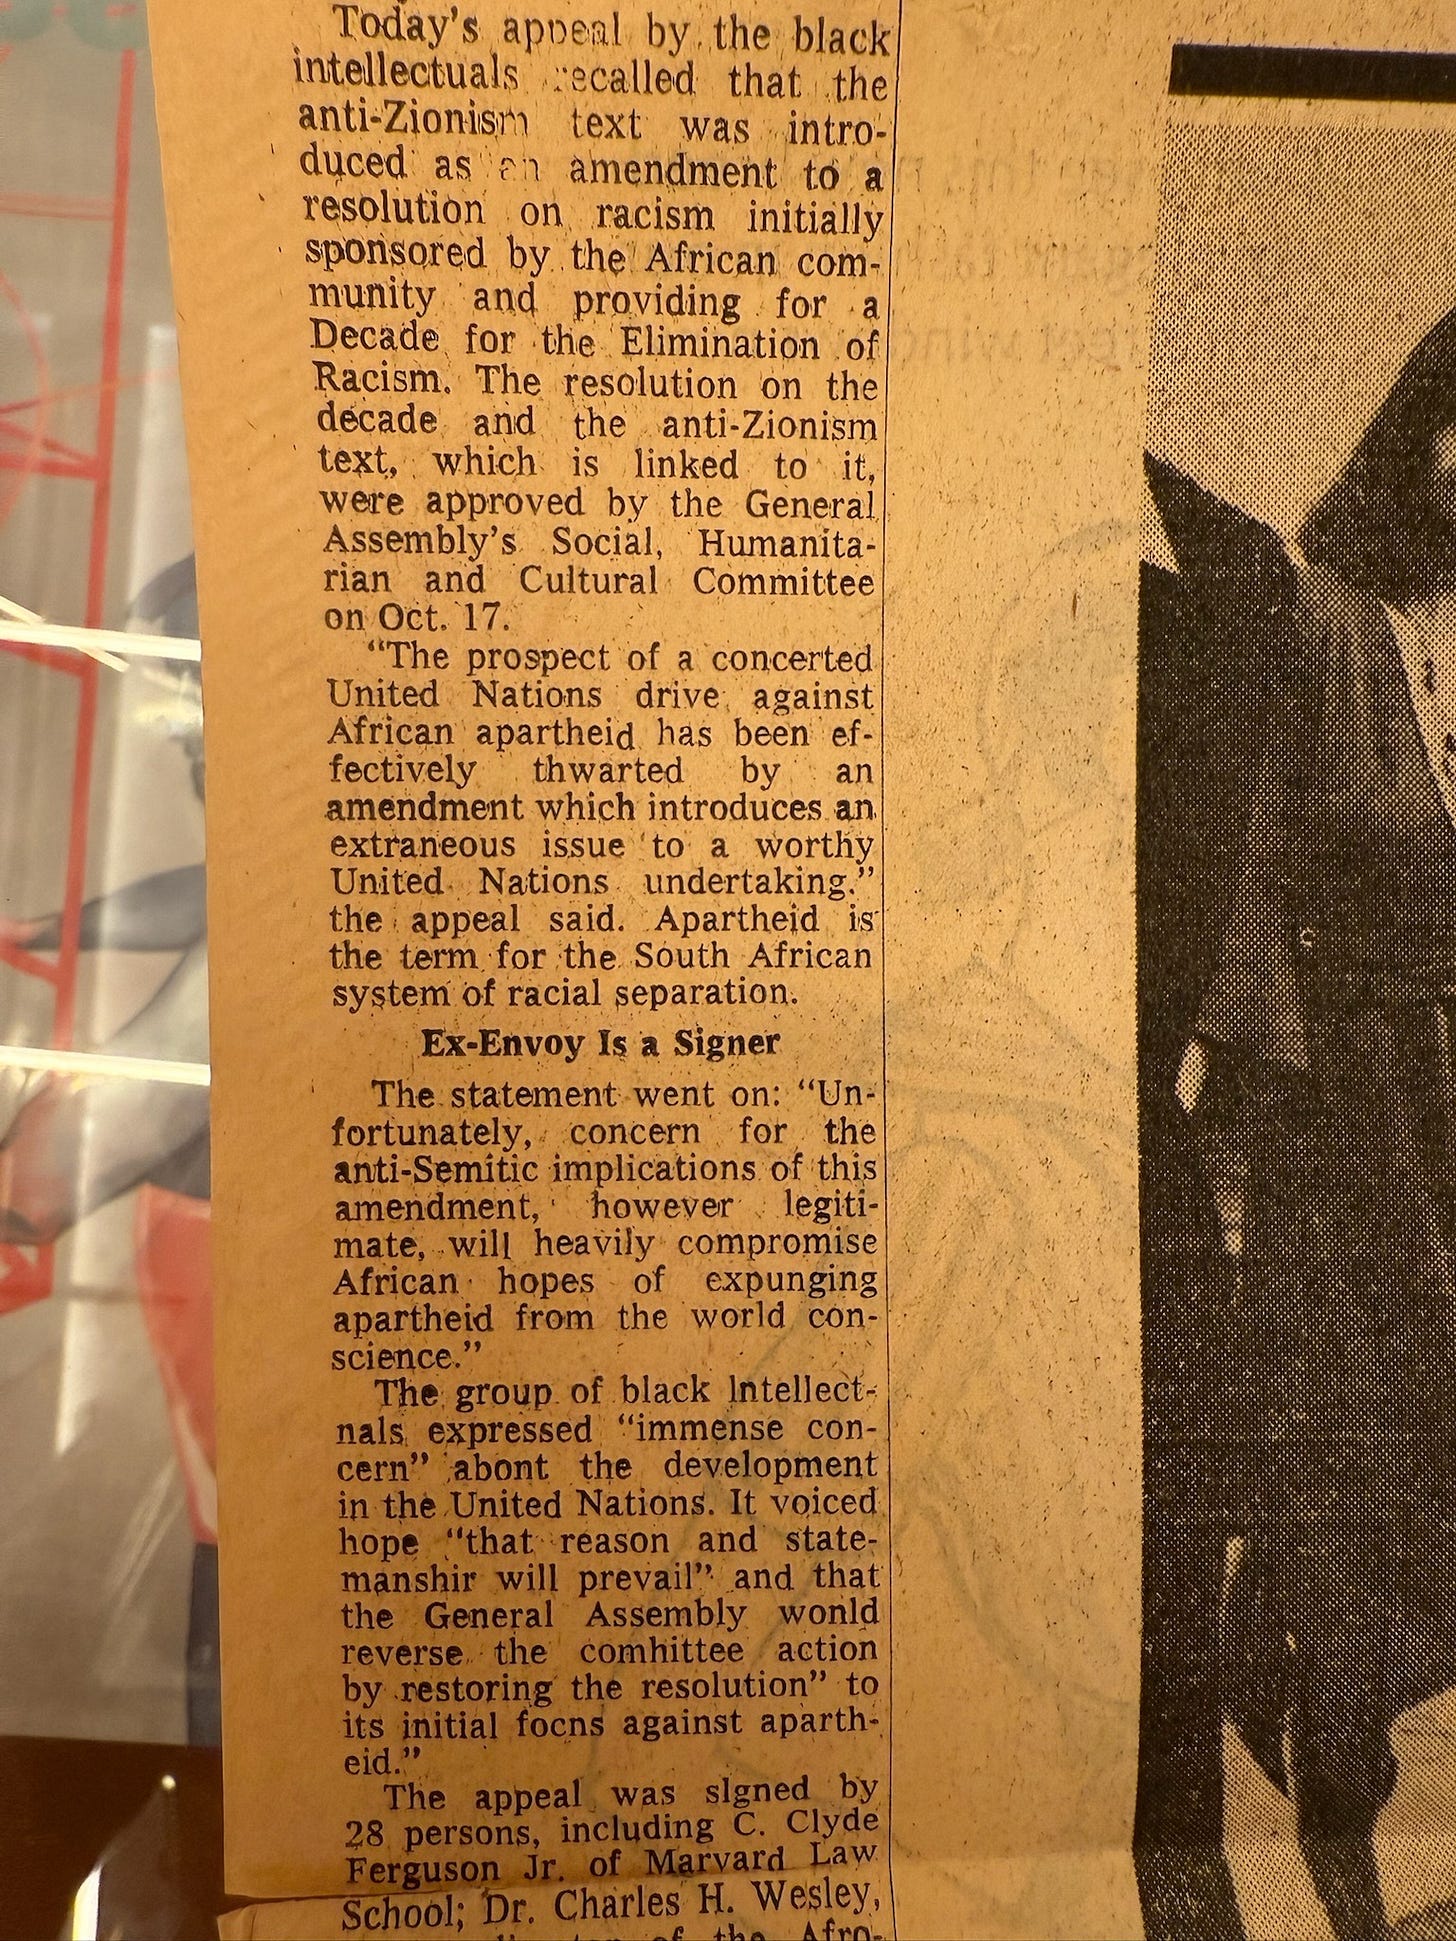 Today's appeal by the black
intellectuals recalled that the
anti-Zionism text was intro-
duced as an amendment to a
resolution on racism initially
sponsored by the African com-
munity and providing for a
Decade for the Elimination of
Racism. The resolution on the
decade and the anti-Zionism
text, which is linked to it,
were approved by the General
Assembly's Social, Humanita-
rian and Cultural Committee
on Oct. 17.
"The prospect of a concerted
United Nations drive against
African apartheid has been ef-
fectively thwarted by an
amendment which introduces an
extraneous issue to a worthy
United Nations undertaking."
the appeal said. Apartheid is
the term for the South African
system of racial separation.
Ex-Envoy Is a Signer
The statement went on: "Un-
fortunately, concern for the
anti-Semitic implications of this
amendment, however legiti-
mate, will heavily compromise
African hopes of expunging
apartheid from the world con-
science."
The group of black Intellect-
nals expressed "immense con-
cern" abont the development
in the United Nations. It voiced
hope "that reason and state-
manshir will prevail" and that
the General Assembly wonld
reverse the comhittee action
by restoring the resolution" to
its initial focns against aparth-
eid."
The appeal was slgned by
28 persons, including C. Clyde
Ferguson Jr. of Marvard Law
School; Dr. Charles H. Wesley,
of the Afro-